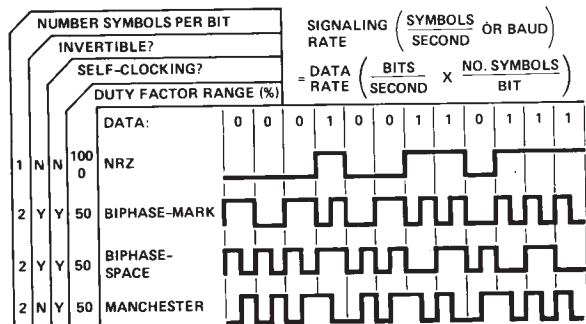 NUMBER SYMBOLS PER BIT
INVERTIBLE?
SELF-CLOCKING?
DUTY FACTOR RANGE (%)
SIGNALING RATE (SYMBOLS/SECOND OR BAUD)
= DATA RATE (BITS/SECOND X NO. SYMBOLS/BIT)
DATA: 0 0 0 1 0 0 1 1 0 1 1 1
1 N N 100 0 NRZ
2 Y Y 50 BIPHASE-MARK
2 Y Y 50 BIPHASE-SPACE
2 N Y 50 MANCHESTER